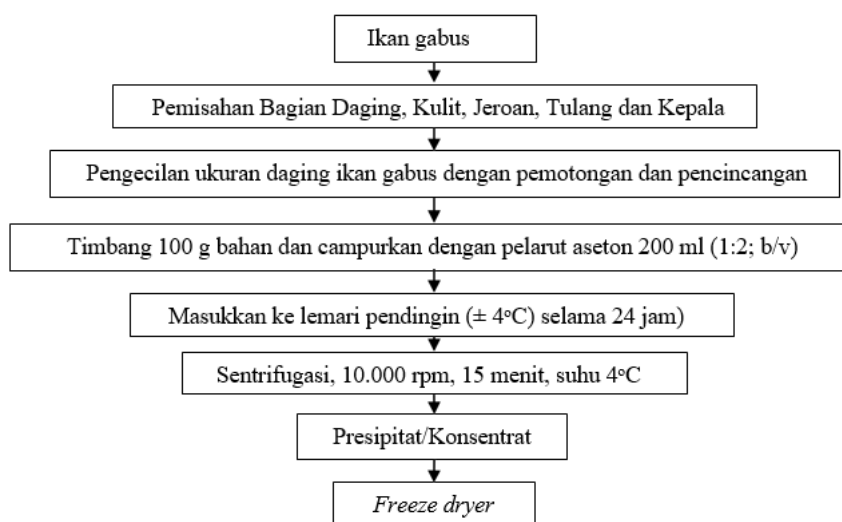 Ikan gabus
Pemisahan Bagian Daging, Kulit, Jeroan, Tulang dan Kepala
Pengecilan ukuran daging ikan gabus dengan pemotongan dan pencincangan
Timbang 100 g bahan dan campurkan dengan pelarut aseton 200 ml (1:2; b/v)
Masukkan ke lemari pendingin (± 4°C) selama 24 jam)
Sentrifugasi, 10.000 rpm, 15 menit, suhu 4°C
Presipitat/Konsentrat
Freeze dryer